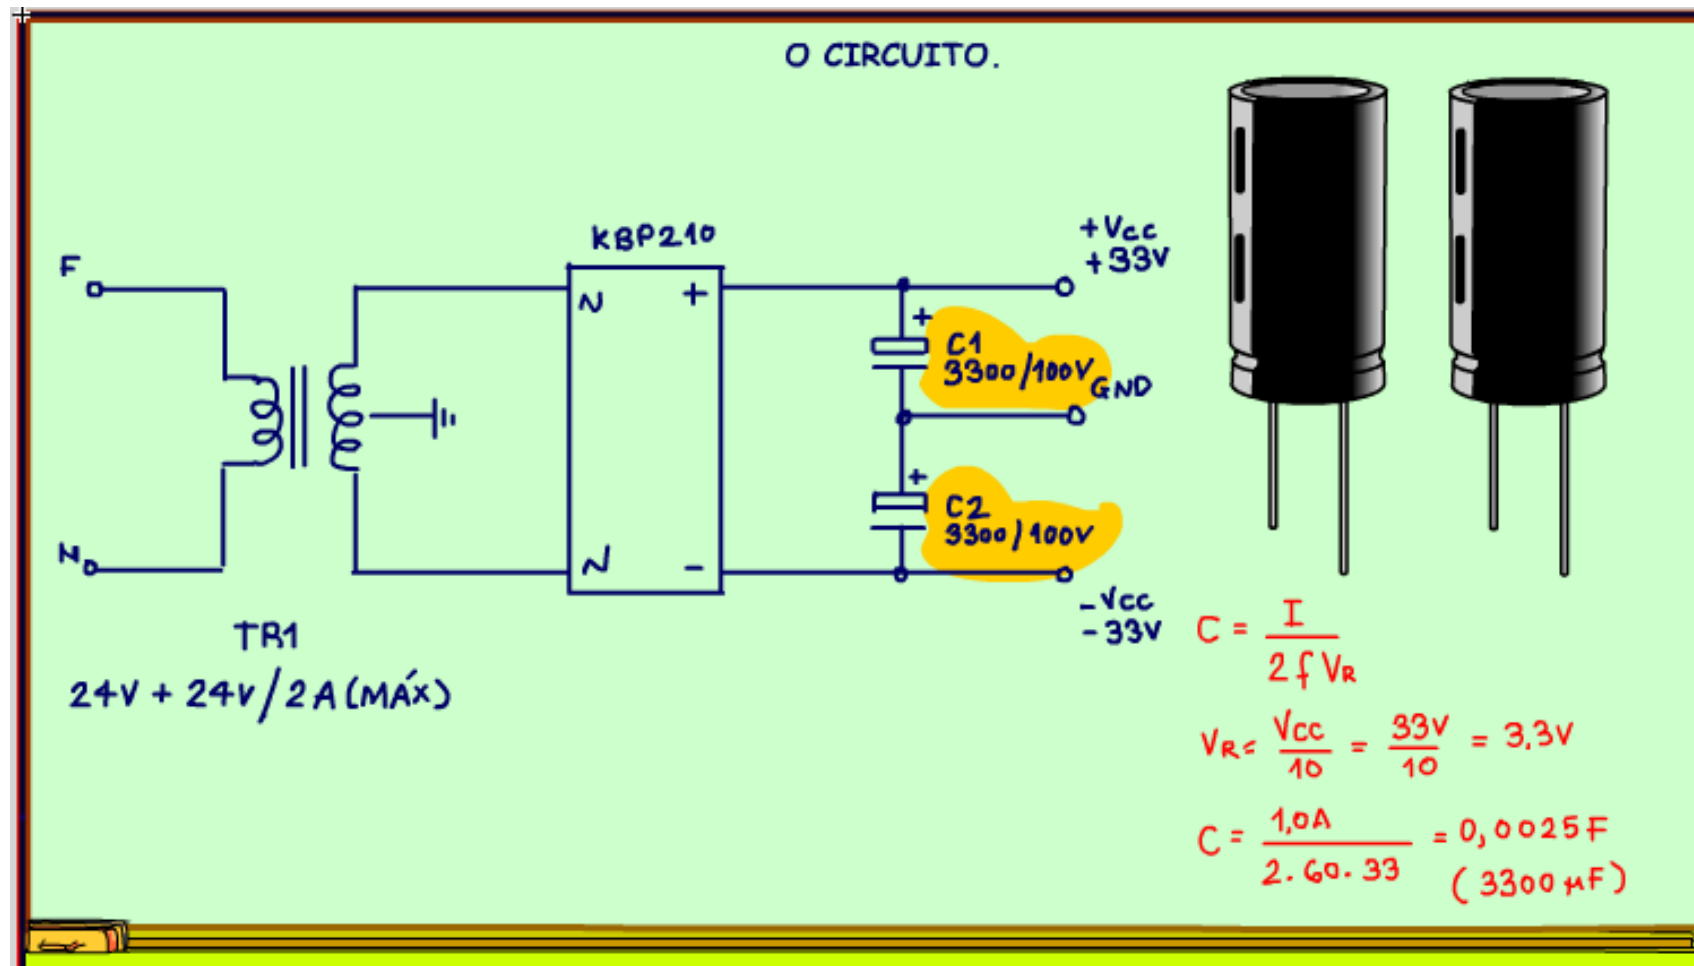 O CIRCUITO.
KBP210
F
N
~
+
~
-
TR1
24V + 24V/2A (MÁX)
+Vcc
+33V
+
C1
3300/100V
GND
+
C2
3300/100V
-Vcc
-33V
C = I / 2 f VR
VR = Vcc / 10 = 33V / 10 = 3,3V
C = 1,0A / 2.60.33 = 0,0025F
(3300 µF)